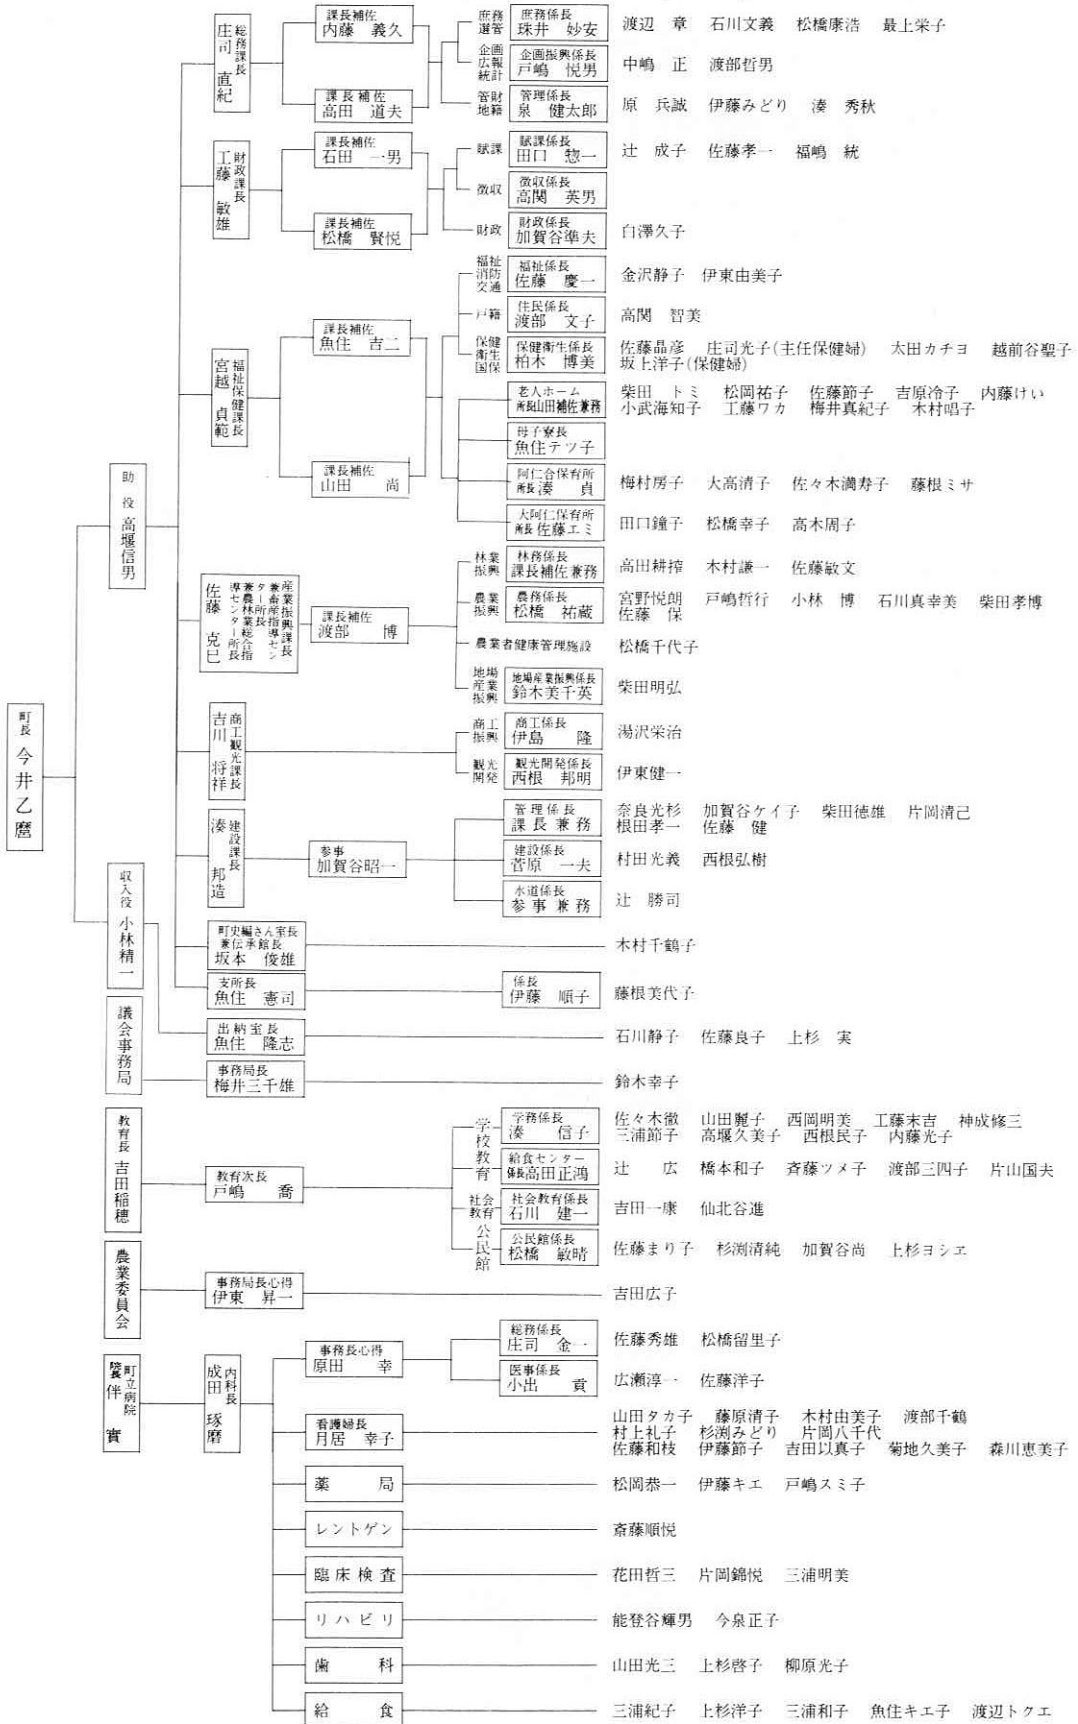 町長 今井乙麿
助役 高堰信男
収入役 小林精一
総務課長 庄司 直紀
課長補佐 内藤 義久
課長補佐 高田 道夫
庶務 選管
庶務係長 珠井 妙安
渡辺 章 石川文義 松橋康浩 最上栄子
企画 広報 統計
企画振興係長 戸嶋 悦男
中嶋 正 渡部哲男
管財 地籍
管理係長 泉 健太郎
原 兵誠 伊藤みどり 湊 秀秋
財政課長 工藤 敏雄
課長補佐 石田 一男
課長補佐 松橋 賢悦
賦課
賦課係長 田口 惣一
辻 成子 佐藤孝一 福嶋 統
徴収
徴収係長 高関 英男
財政
財政係長 加賀谷準夫
白澤久子
福祉保健課長 宮越 貞範
課長補佐 魚住 吉二
課長補佐 山田 尚
福祉 消防 交通
福祉係長 佐藤 慶一
金沢静子 伊東由美子
戸籍
住民係長 渡部 文子
高関 智美
保健 衛生 国保
保健衛生係長 柏木 博美
佐藤晶彦 庄司光子(主任保健婦) 太田カチヨ 越前谷聖子
坂上洋子(保健婦)
老人ホーム
所長山田補佐兼務
柴田 トミ 松岡祐子 佐藤節子 吉原冷子 内藤けい
小武海知子 工藤ワカ 梅井真紀子 木村唱子
母子寮長
魚住テツ子
阿仁合保育所
所長 湊 貞
梅村房子 大高清子 佐々木満寿子 藤根ミサ
大阿仁保育所
所長 佐藤エミ
田口鐘子 松橋幸子 高木周子
産業振興課長
兼畜産指導セン
ター所長
兼農林業総合指
導センター所長
佐藤 克巳
課長補佐 渡部 博
林業 振興
林務係長 課長補佐兼務
高田耕搾 木村謙一 佐藤敏文
農業 振興
農務係長 松橋 祐蔵
宮野悦朗 戸嶋哲行 小林 博 石川真幸美 柴田孝博
佐藤 保
農業者健康管理施設
松橋千代子
地場 産業 振興
地場産業振興係長 鈴木美千英
柴田明弘
商工観光課長 吉川 将祥
商工 振興
商工係長 伊島 隆
湯沢栄治
観光 開発
観光開発係長 西根 邦明
伊東健一
建設課長 湊 邦造
参事 加賀谷昭一
管理係長 課長兼務
奈良光杉 加賀谷ケイ子 柴田徳雄 片岡清己
根田孝一 佐藤 健
建設係長 菅原 一夫
村田光義 西根弘樹
水道係長 参事兼務
辻 勝司
町史編さん室長
兼伝承館長
坂本 俊雄
木村千鶴子
支所長 魚住 憲司
係長 伊藤 順子
藤根美代子
出納室長 魚住 隆志
石川静子 佐藤良子 上杉 実
議会事務局
事務局長 梅井三千雄
鈴木幸子
教育長 吉田稲穂
教育次長 戸嶋 喬
学校教育
学務係長 湊 信子
佐々木徹 山田麗子 西岡明美 工藤末吉 神成修三
三浦節子 高堰久美子 西根民子 内藤光子
給食センター
係長高田正鴻
辻 広 橋本和子 斉藤ツメ子 渡部三四子 片山国夫
社会 教育
社会教育係長 石川 建一
吉田一康 仙北谷進
公民館
公民館係長 松橋 敏晴
佐藤まり子 杉渕清純 加賀谷尚 上杉ヨシエ
農業委員会
事務局長心得 伊東 昇一
吉田広子
町立病院 院長 伴 實
内科長 成田 琢磨
事務長心得 原田 幸
総務係長 庄司 金一
佐藤秀雄 松橋留里子
医事係長 小出 貢
広瀬淳一 佐藤洋子
看護婦長 月居 幸子
山田タカ子 藤原清子 木村由美子 渡部千鶴
村上礼子 杉渕みどり 片岡八千代
佐藤和枝 伊藤節子 吉田以真子 菊地久美子 森川恵美子
薬局
松岡恭一 伊藤キエ 戸嶋スミ子
レントゲン
斎藤順悦
臨床検査
花田哲三 片岡錦悦 三浦明美
リハビリ
能登谷輝男 今泉正子
歯科
山田光三 上杉啓子 柳原光子
給食
三浦紀子 上杉洋子 三浦和子 魚住キエ子 渡辺トクエ